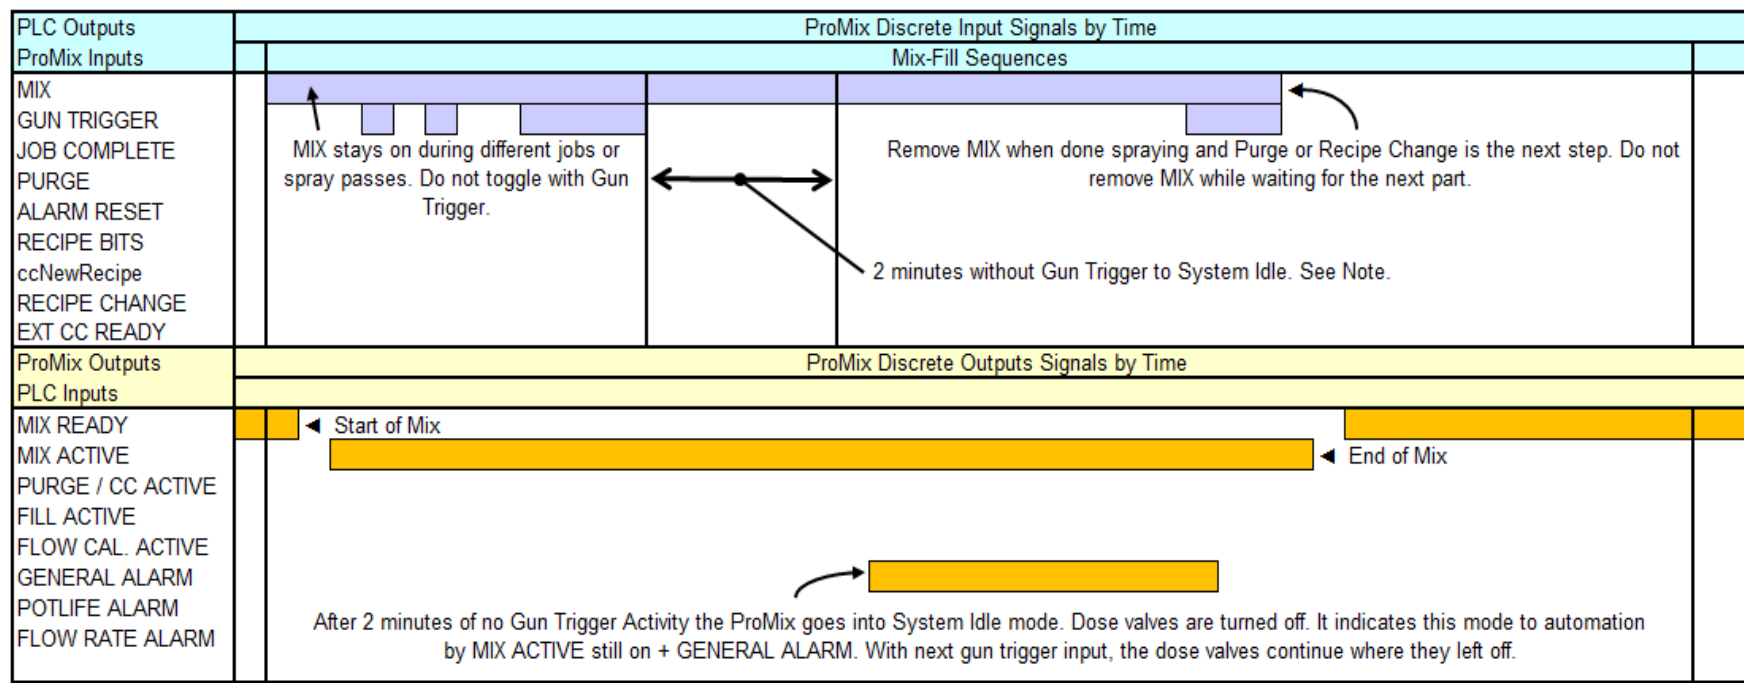 PLC Outputs
ProMix Discrete Input Signals by Time
ProMix Inputs
Mix-Fill Sequences
MIX
GUN TRIGGER
JOB COMPLETE
PURGE
ALARM RESET
RECIPE BITS
ccNewRecipe
RECIPE CHANGE
EXT CC READY
MIX stays on during different jobs or
spray passes. Do not toggle with Gun
Trigger.
Remove MIX when done spraying and Purge or Recipe Change is the next step. Do not
remove MIX while waiting for the next part.
2 minutes without Gun Trigger to System Idle. See Note.
ProMix Outputs
ProMix Discrete Outputs Signals by Time
PLC Inputs
MIX READY
Start of Mix
MIX ACTIVE
End of Mix
PURGE / CC ACTIVE
FILL ACTIVE
FLOW CAL. ACTIVE
GENERAL ALARM
POTLIFE ALARM
FLOW RATE ALARM
After 2 minutes of no Gun Trigger Activity the ProMix goes into System Idle mode. Dose valves are turned off. It indicates this mode to automation
by MIX ACTIVE still on + GENERAL ALARM. With next gun trigger input, the dose valves continue where they left off.